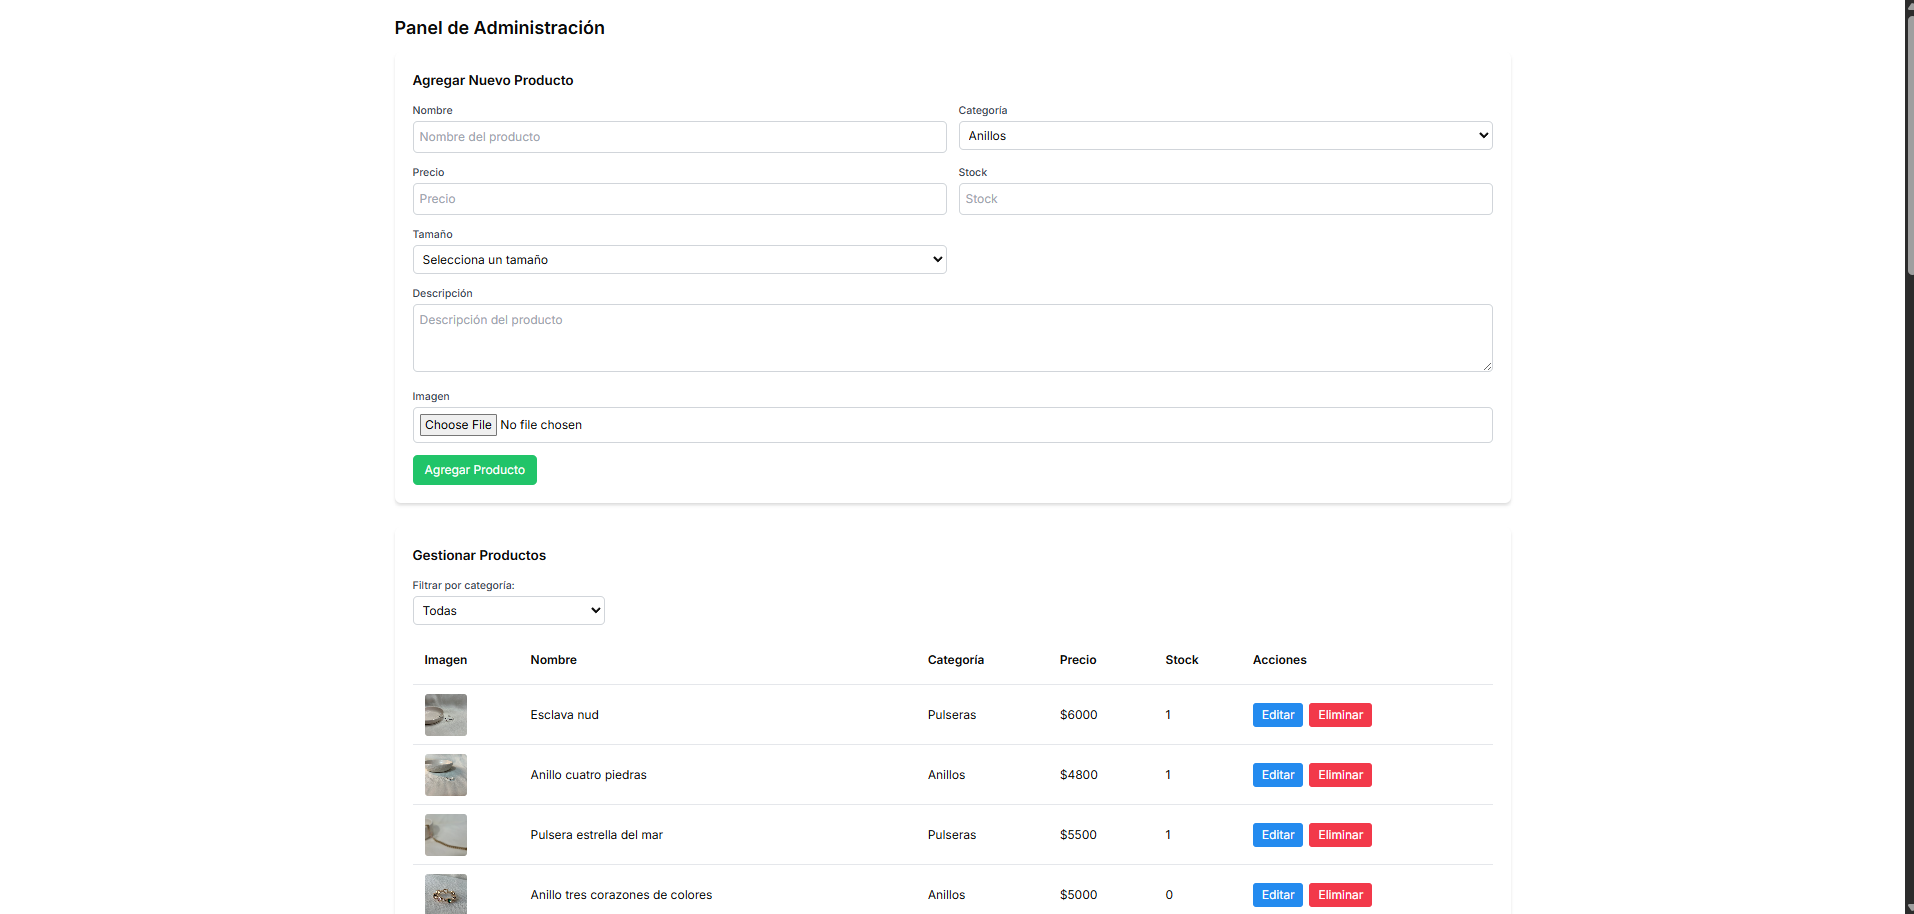 Panel de Administración
Agregar Nuevo Producto
Nombre
Categoría
Nombre del producto
Anillos
Precio
Stock
Precio
Stock
Tamaño
Selecciona un tamaño
Descripción
Descripción del producto
Imagen
Choose File No file chosen
Agregar Producto
Gestionar Productos
Filtrar por categoría:
Todas
Imagen Nombre Categoría Precio Stock Acciones
Esclava nud Pulseras $6000 1 Editar Eliminar
Anillo cuatro piedras Anillos $4800 1 Editar Eliminar
Pulsera estrella del mar Pulseras $5500 1 Editar Eliminar
Anillo tres corazones de colores Anillos $5000 0 Editar Eliminar